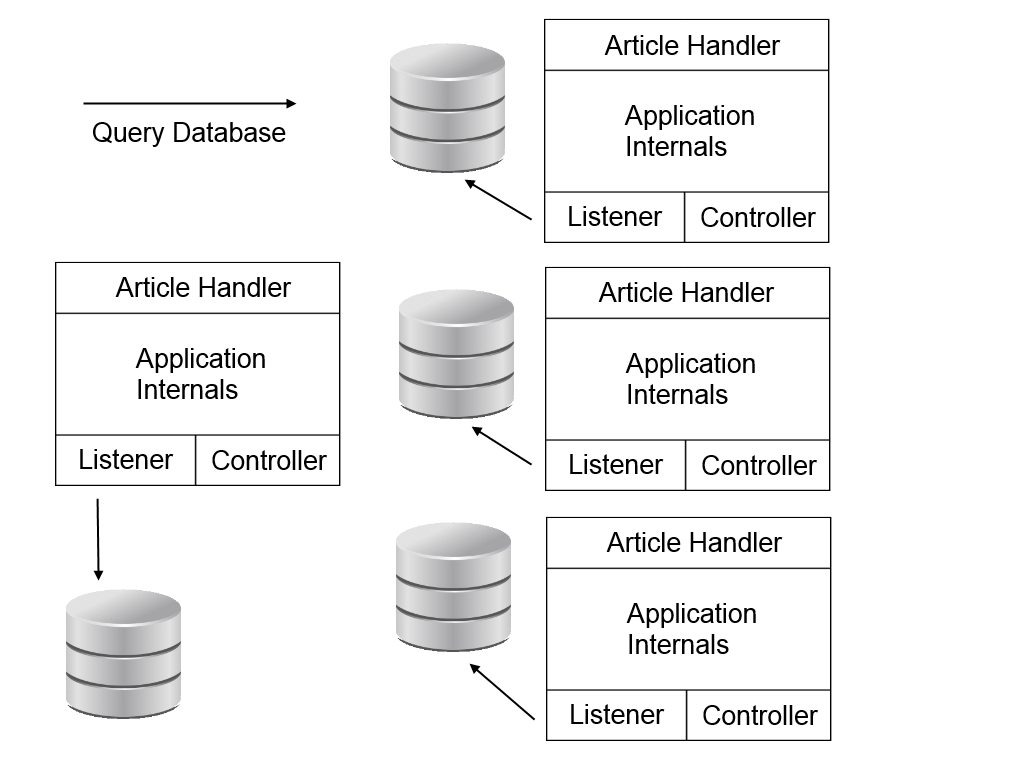 Query Database
Article Handler
Application
Internals
Listener
Controller
Article Handler
Application
Internals
Listener
Controller
Article Handler
Application
Internals
Listener
Controller
Article Handler
Application
Internals
Listener
Controller